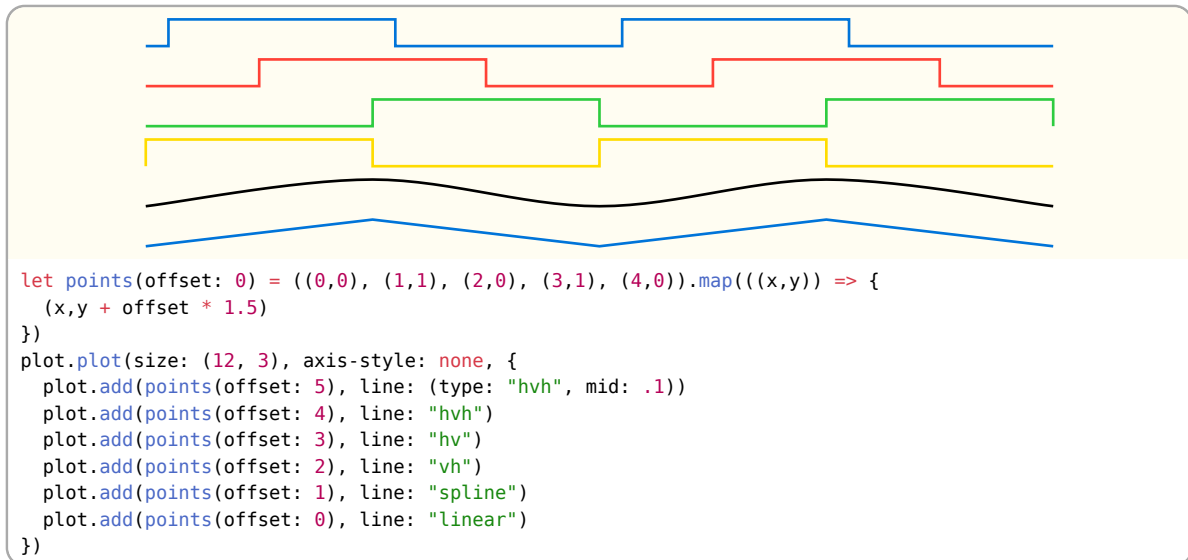 let points(offset: 0) = ((0,0), (1,1), (2,0), (3,1), (4,0)).map(((x,y)) => {
  (x,y + offset * 1.5)
})
plot.plot(size: (12, 3), axis-style: none, {
  plot.add(points(offset: 5), line: (type: "hvh", mid: .1))
  plot.add(points(offset: 4), line: "hvh")
  plot.add(points(offset: 3), line: "hv")
  plot.add(points(offset: 2), line: "vh")
  plot.add(points(offset: 1), line: "spline")
  plot.add(points(offset: 0), line: "linear")
})